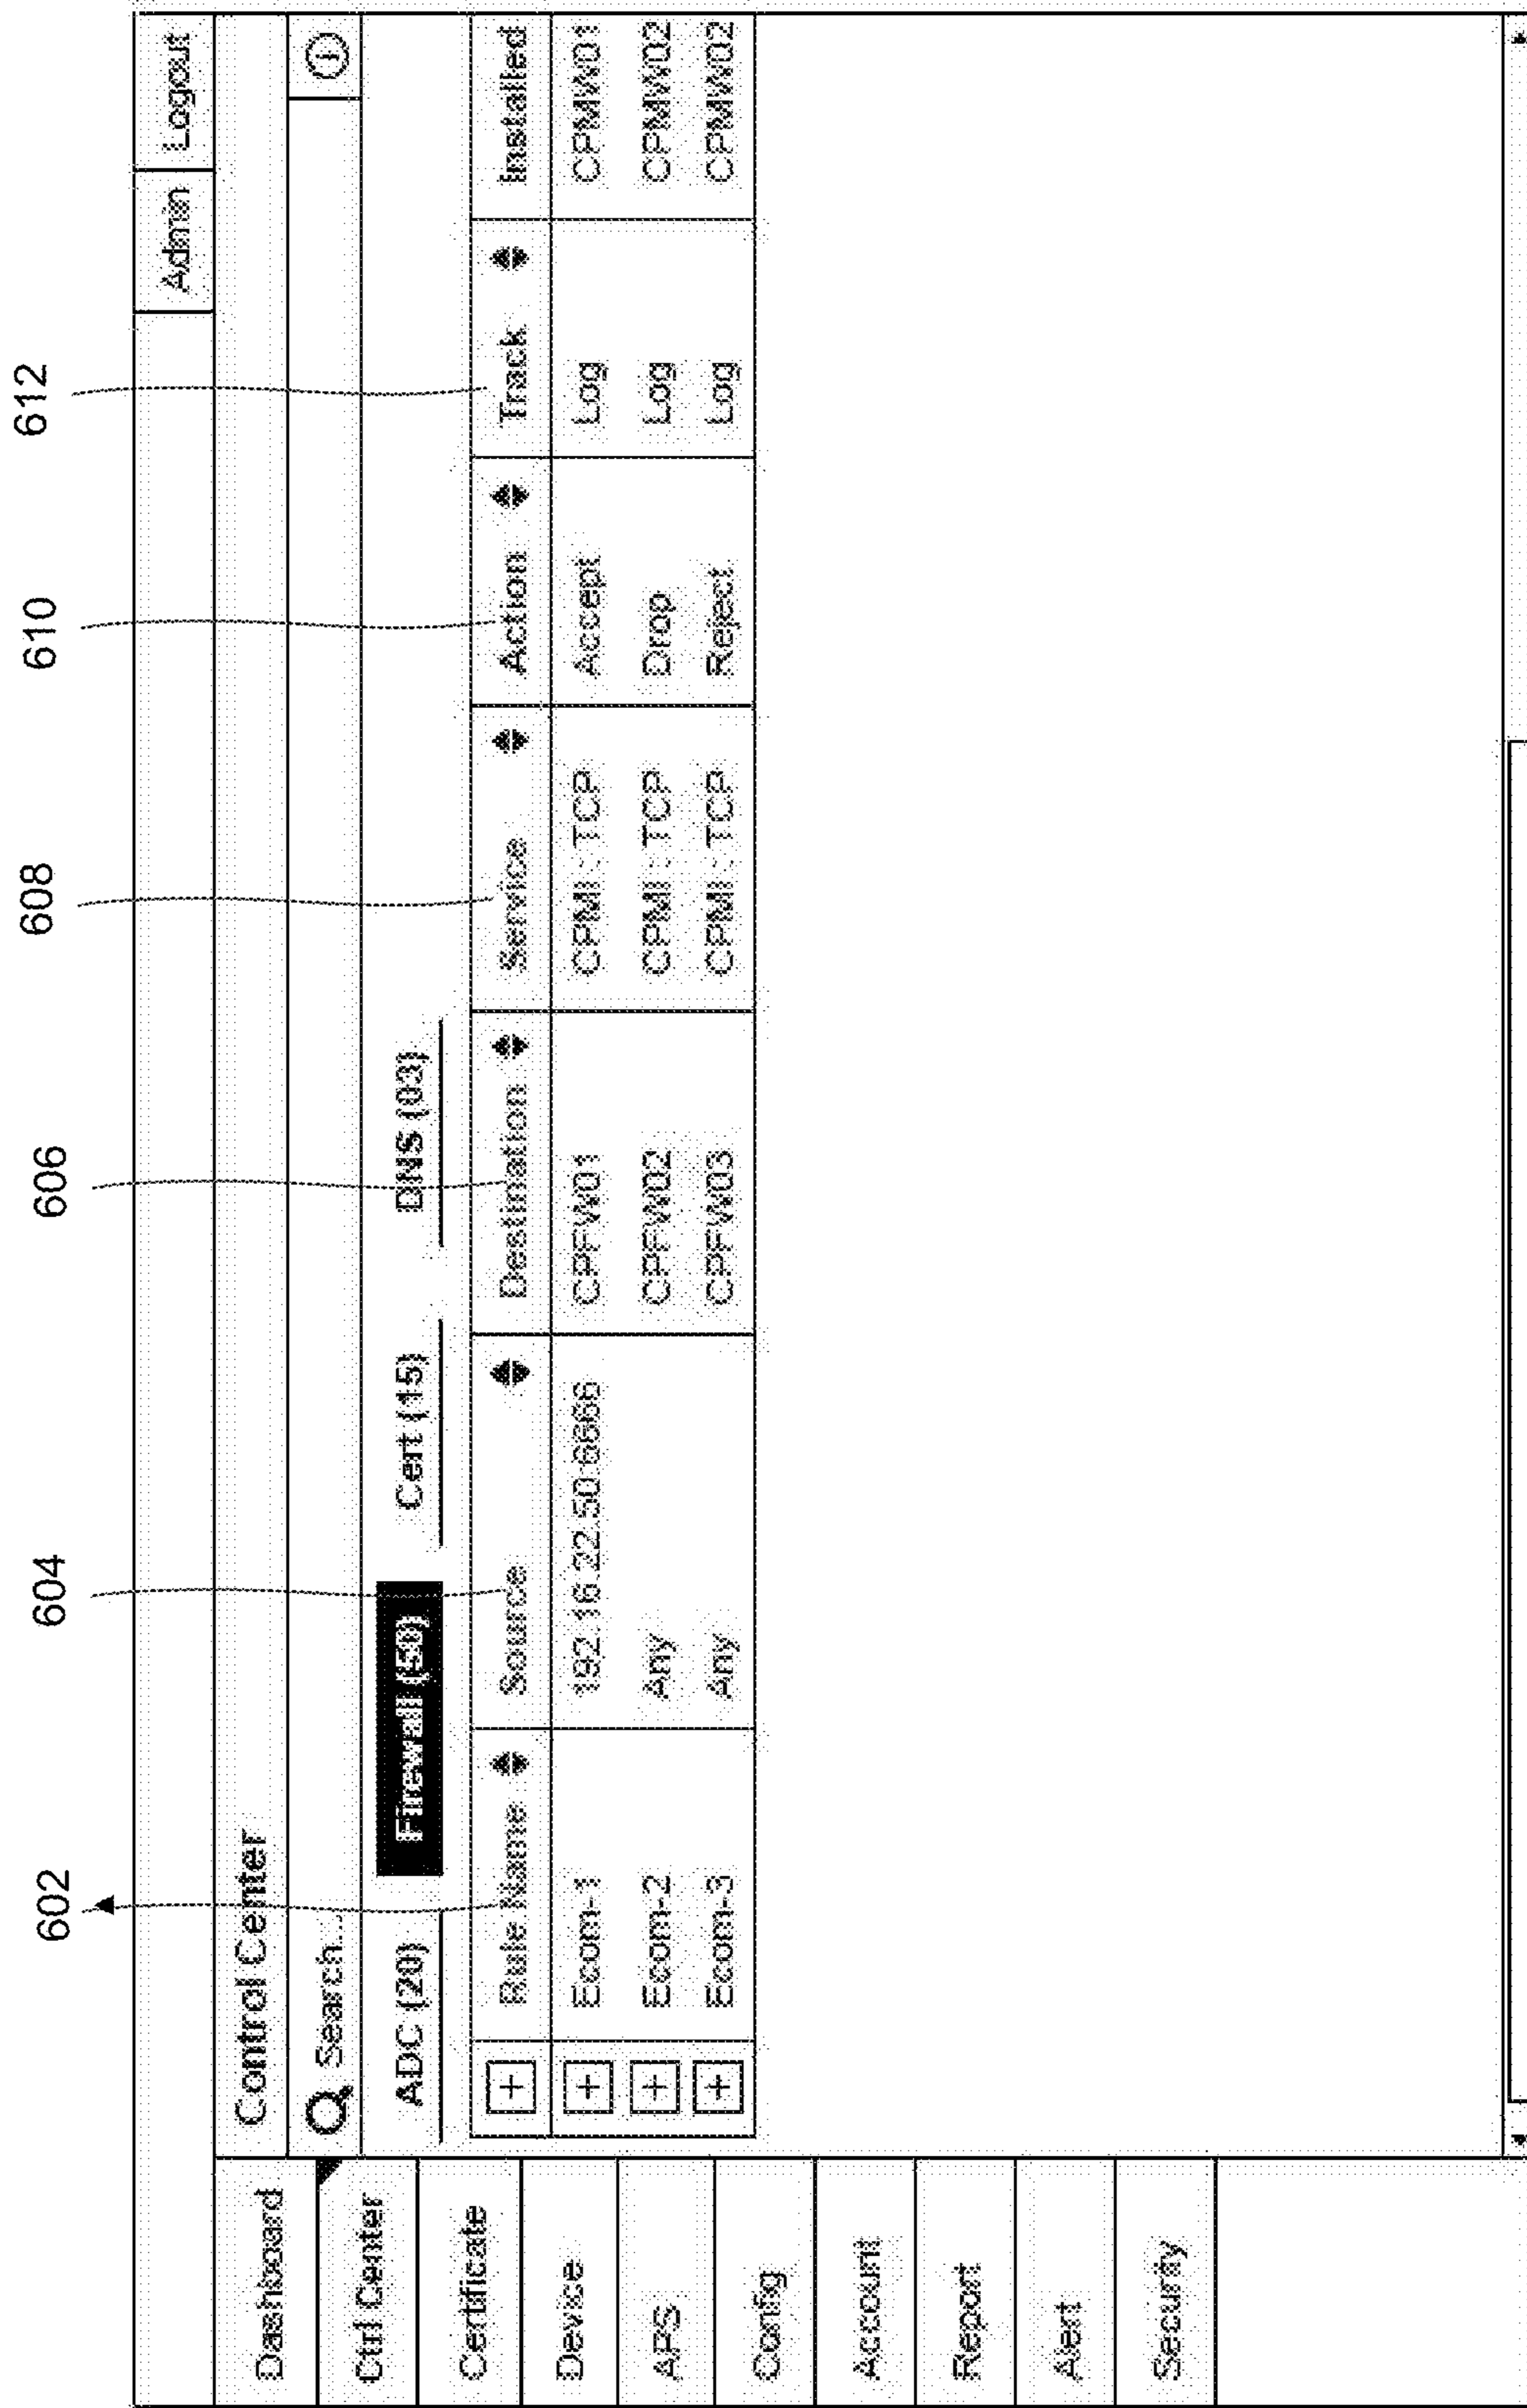 602 604 606 608 610 612
Admin Logout
Dashboard
Ctrl Center
Certificate
Device
APS
Config
Account
Report
Alert
Security
Control Center
Search...
ADC (20) Firewall (50) Cert (15) DNS (03)
Rule Name Source Destination Service Action Track Installed
Ecom-1 192.16.22.50:6666 CPFW01 CPMI : TCP Accept Log CPMW01
Ecom-2 Any CPFW02 CPMI : TCP Drop Log CPMW02
Ecom-3 Any CPFW03 CPMI : TCP Reject Log CPMW02